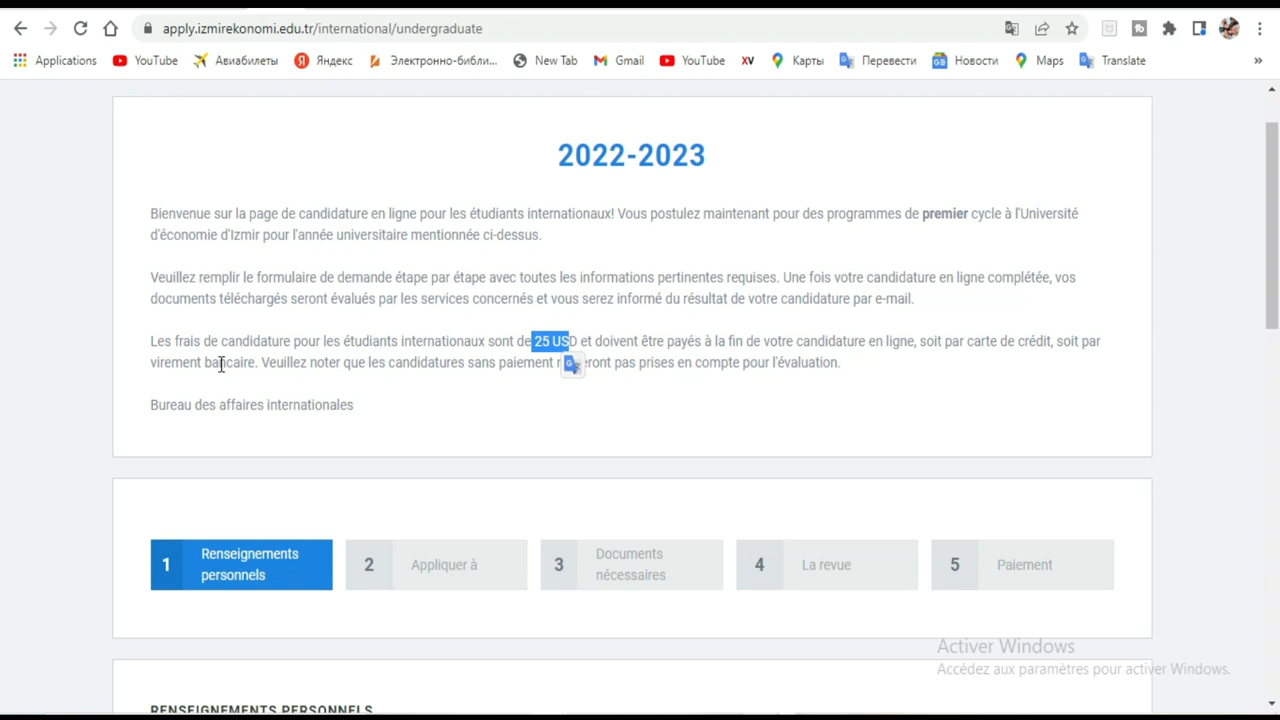 apply.izmirekonomi.edu.tr/international/undergraduate
Applications YouTube Авиабилеты Яндекс Электронно-библи... New Tab Gmail YouTube XV Карты Перевести Новости Maps Translate »
2022-2023
Bienvenue sur la page de candidature en ligne pour les étudiants internationaux! Vous postulez maintenant pour des programmes de premier cycle à l'Université
d'économie d'Izmir pour l'année universitaire mentionnée ci-dessus.
Veuillez remplir le formulaire de demande étape par étape avec toutes les informations pertinentes requises. Une fois votre candidature en ligne complétée, vos
documents téléchargés seront évalués par les services concernés et vous serez informé du résultat de votre candidature par e-mail.
Les frais de candidature pour les étudiants internationaux sont de 25 USD et doivent être payés à la fin de votre candidature en ligne, soit par carte de crédit, soit par
virement bancaire. Veuillez noter que les candidatures sans paiement pas prises en compte pour l'évaluation.
Bureau des affaires internationales
1 Renseignements
personnels
2 Appliquer à
3 Documents
nécessaires
4 La revue
5 Paiement
Activer Windows
Accédez aux paramètres pour activer Windows.
RENSEIGNEMENTS PERSONNELS